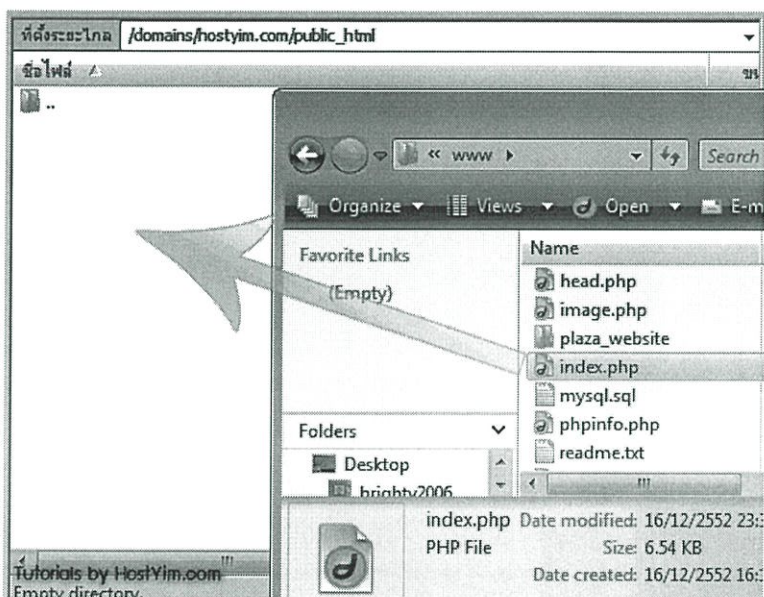 ที่ตั้งระยะไกล /domains/hostyim.com/public_html
ชื่อไฟล์
..
<< www
Search
Organize Views Open E-m
Favorite Links
(Empty)
Name
head.php
image.php
plaza_website
index.php
mysql.sql
phpinfo.php
readme.txt
Folders
Desktop
brighty2006
index.php Date modified: 16/12/2552 23:3
PHP File Size: 6.54 KB
Date created: 16/12/2552 16:
Tutorials by HostYim.com
Empty directory.